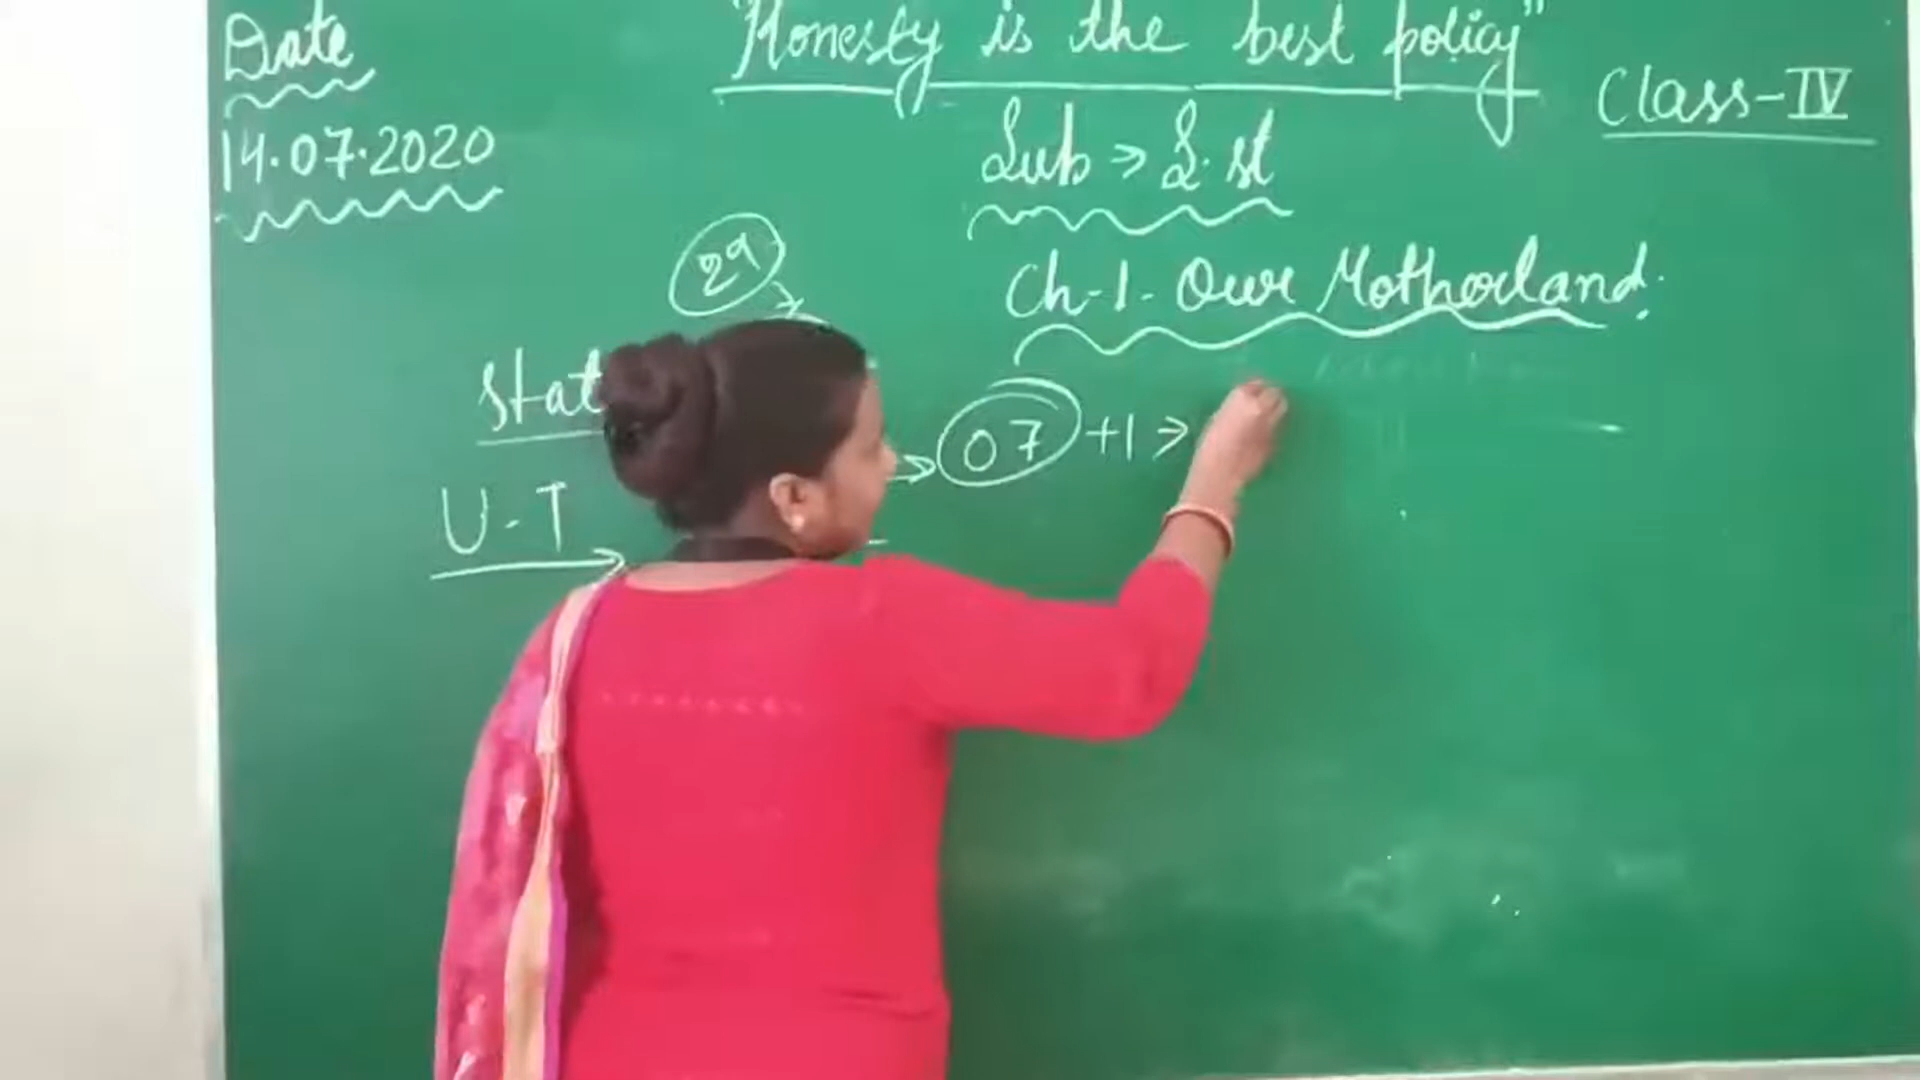 Date
14.07.2020
"Honesty is the best policy"
Class-IV
Sub → S.st
Ch-1. Our Motherland.
29
Stat
07 +1 →
U.T